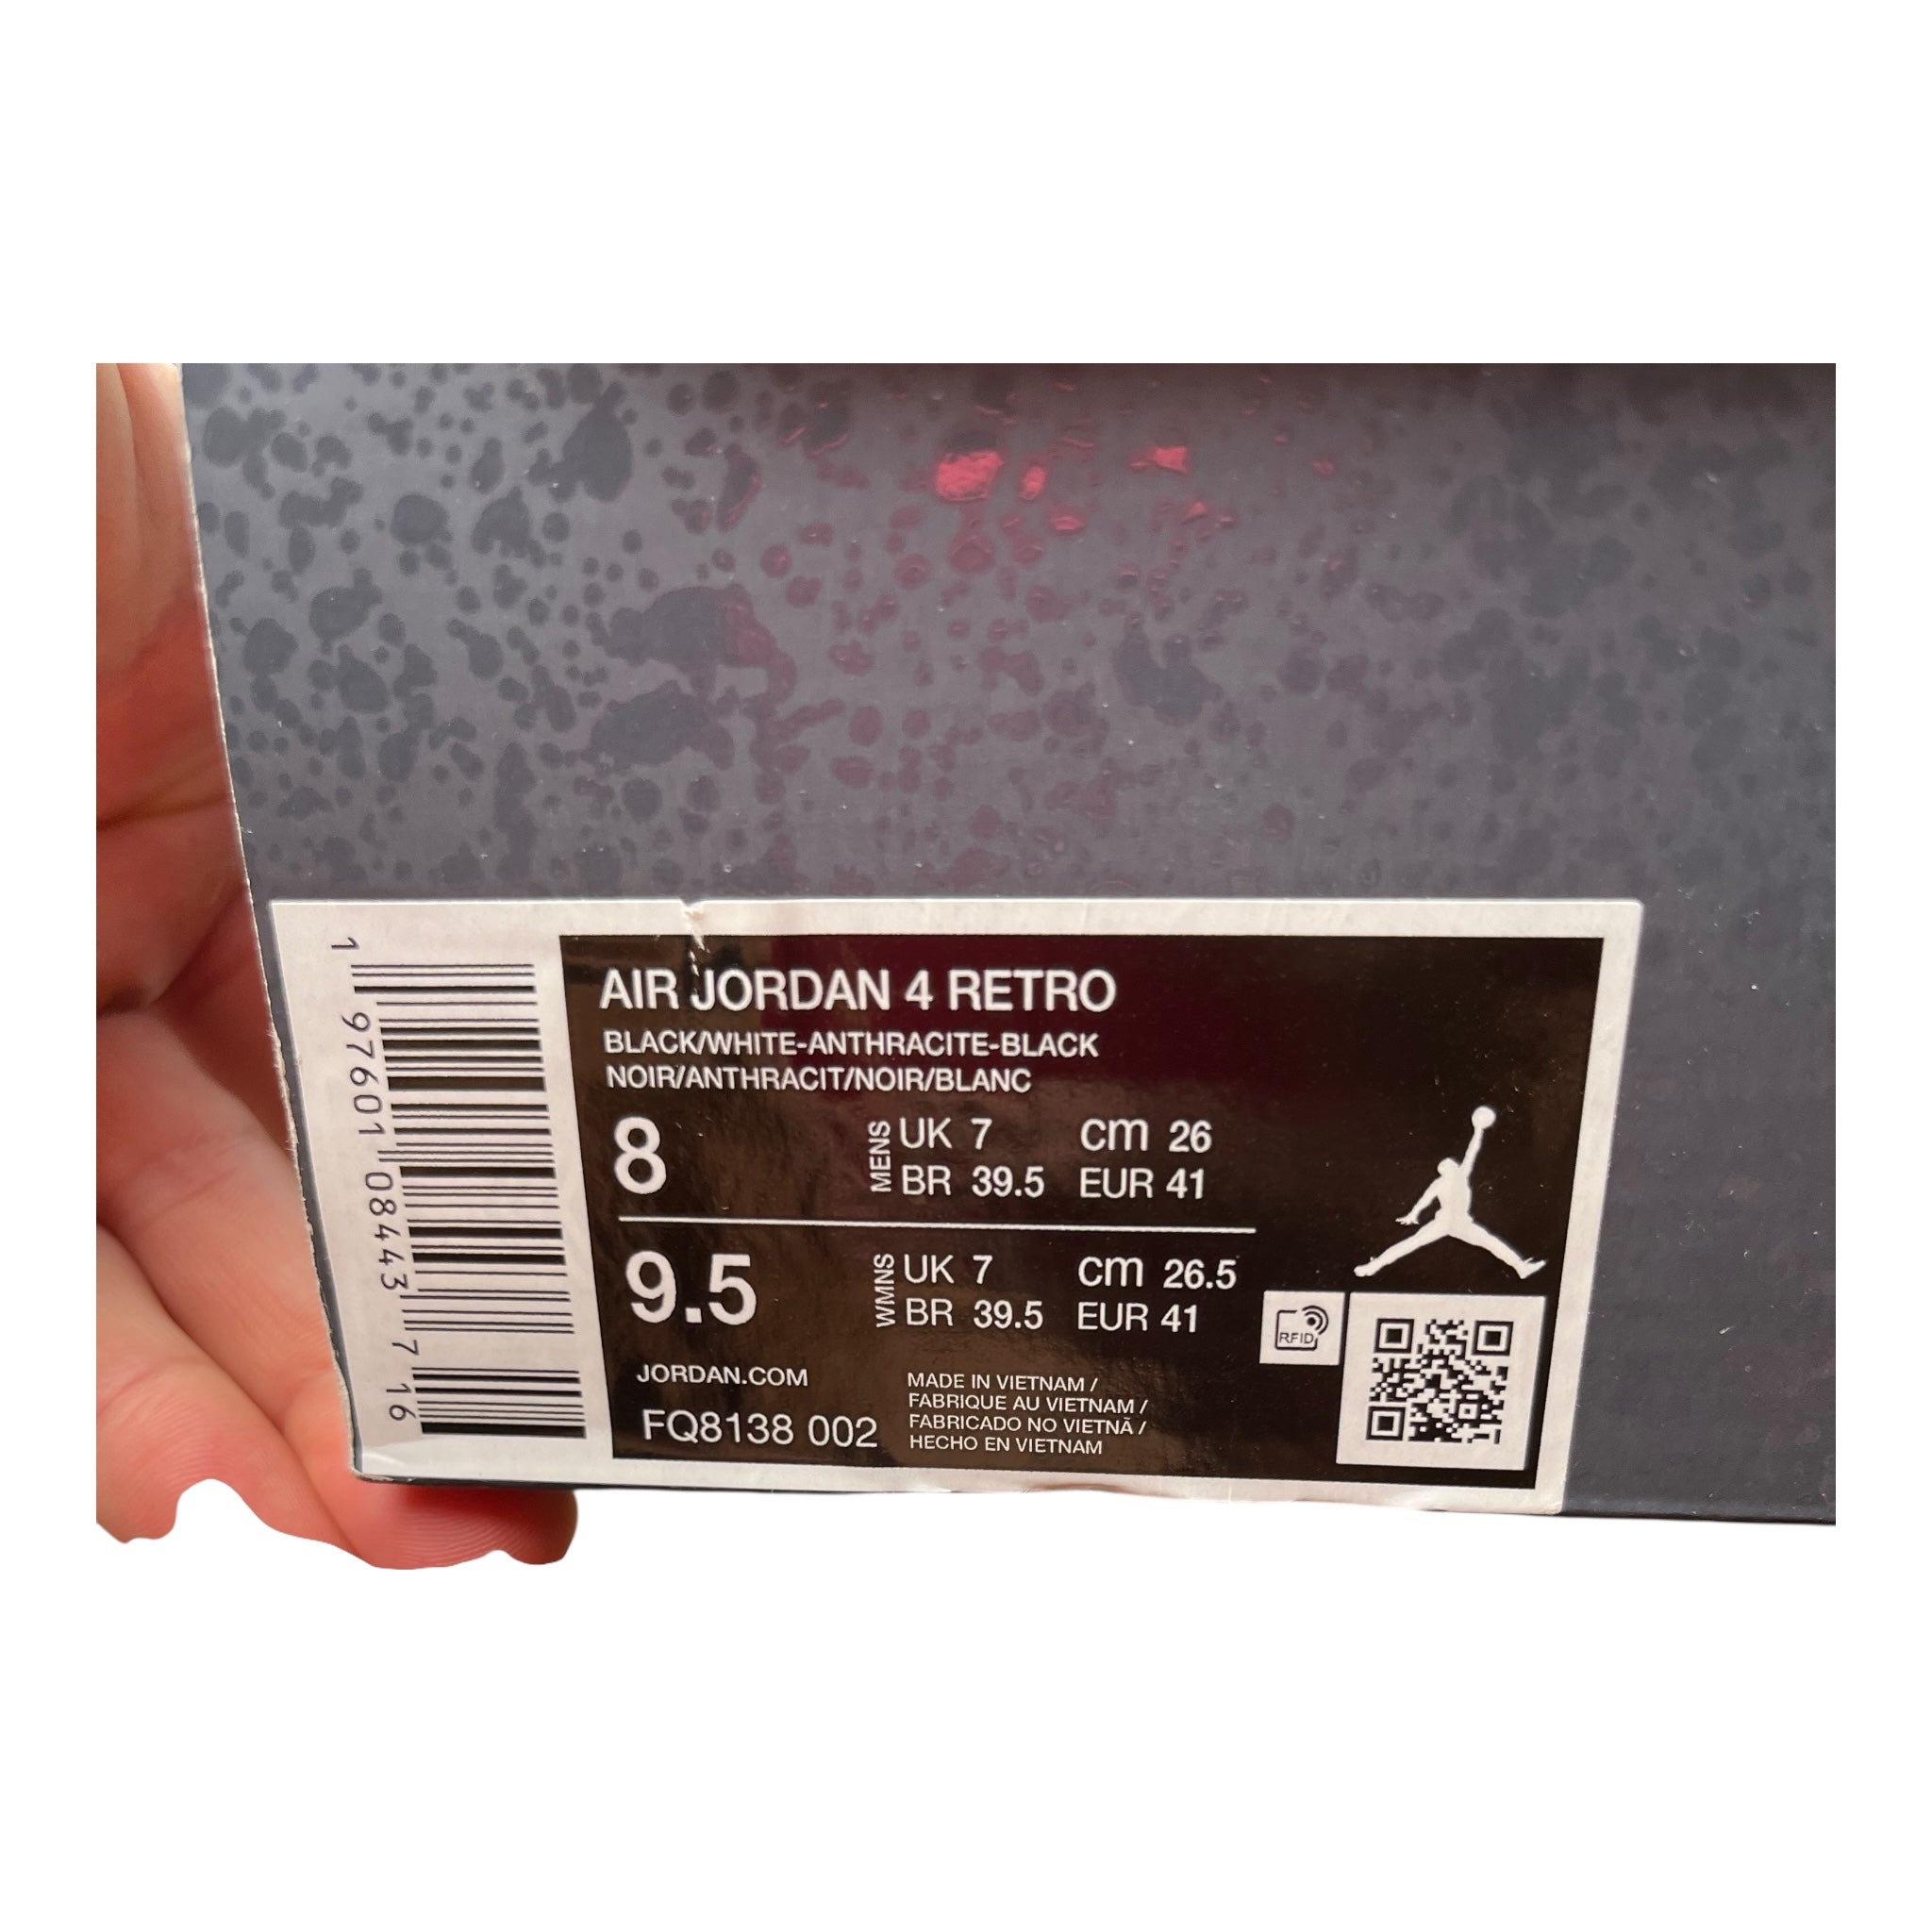 AIR JORDAN 4 RETRO
BLACK/WHITE-ANTHRACITE-BLACK
NOIR/ANTHRACIT/NOIR/BLANC
8 MENS UK 7 cm 26
BR 39.5 EUR 41
9.5 WMNS UK 7 cm 26.5
BR 39.5 EUR 41
RFID
JORDAN.COM
FQ8138 002
MADE IN VIETNAM /
FABRIQUE AU VIETNAM /
FABRICADO NO VIETNÃ /
HECHO EN VIETNAM
1 97601 08443 7 16